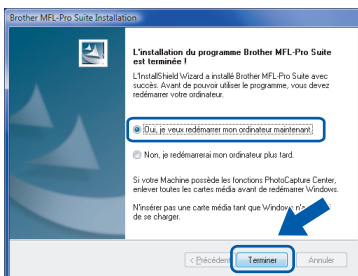 Brother MFL-Pro Suite Installation
L'installation du programme Brother MFL-Pro Suite
est terminée !
L'InstallShield Wizard a installé Brother MFL-Pro Suite avec
succès. Avant de pouvoir utiliser le programme, vous devez
redémarrer votre ordinateur.
Oui, je veux redémarrer mon ordinateur maintenant.
Non, je redémarrerai mon ordinateur plus tard.
Si votre Machine possède les fonctions PhotoCapture Center,
enlever toutes les cartes média avant de redémarrer Windows.
N'insérer pas une carte média tant que Windows
de se charger.
< Précédent
Terminer
Annuler